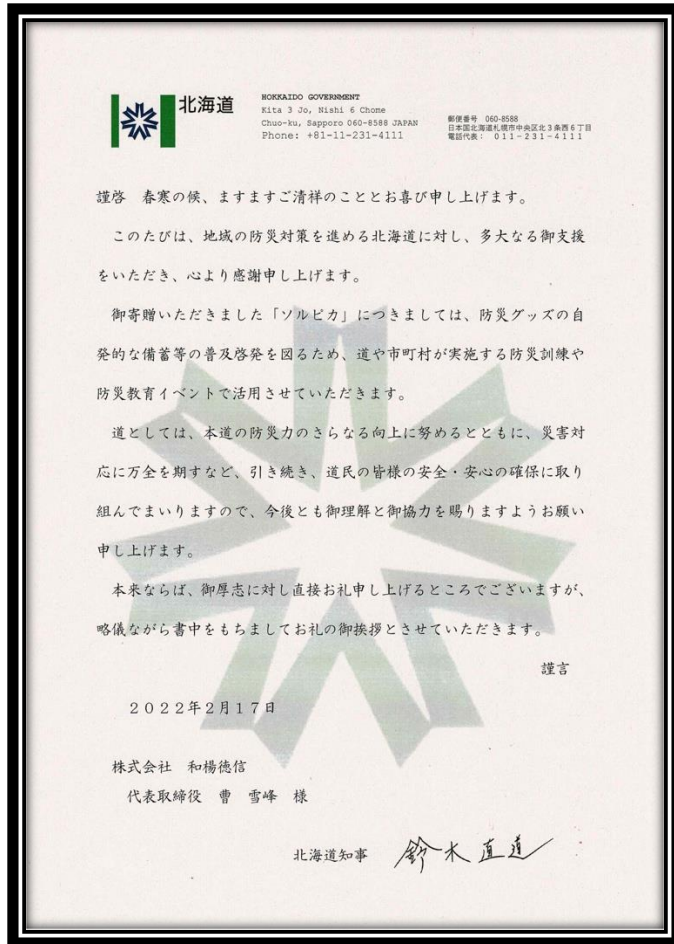 北海道
HOKKAIDO GOVERNMENT
Kita 3 Jo, Nishi 6 Chome
Chuo-ku, Sapporo 060-8588 JAPAN
Phone: +81-11-231-4111
郵便番号 060-8588
日本国北海道札幌市中央区北3条西6丁目
電話代表： 011-231-4111
謹啓　春寒の候、ますますご清祥のこととお喜び申し上げます。
このたびは、地域の防災対策を進める北海道に対し、多大なる御支援
をいただき、心より感謝申し上げます。
御寄贈いただきました「ソルピカ」につきましては、防災グッズの自
発的な備蓄等の普及啓発を図るため、道や市町村が実施する防災訓練や
防災教育イベントで活用させていただきます。
道としては、本道の防災力のさらなる向上に努めるとともに、災害対
応に万全を期すなど、引き続き、道民の皆様の安全・安心の確保に取り
組んでまいりますので、今後とも御理解と御協力を賜りますようお願い
申し上げます。
本来ならば、御厚志に対し直接お礼申し上げるところでございますが、
略儀ながら書中をもちましてお礼の御挨拶とさせていただきます。
謹言
２０２２年２月１７日
株式会社　和楊徳信
代表取締役　曹　雪峰　様
北海道知事　鈴木直道